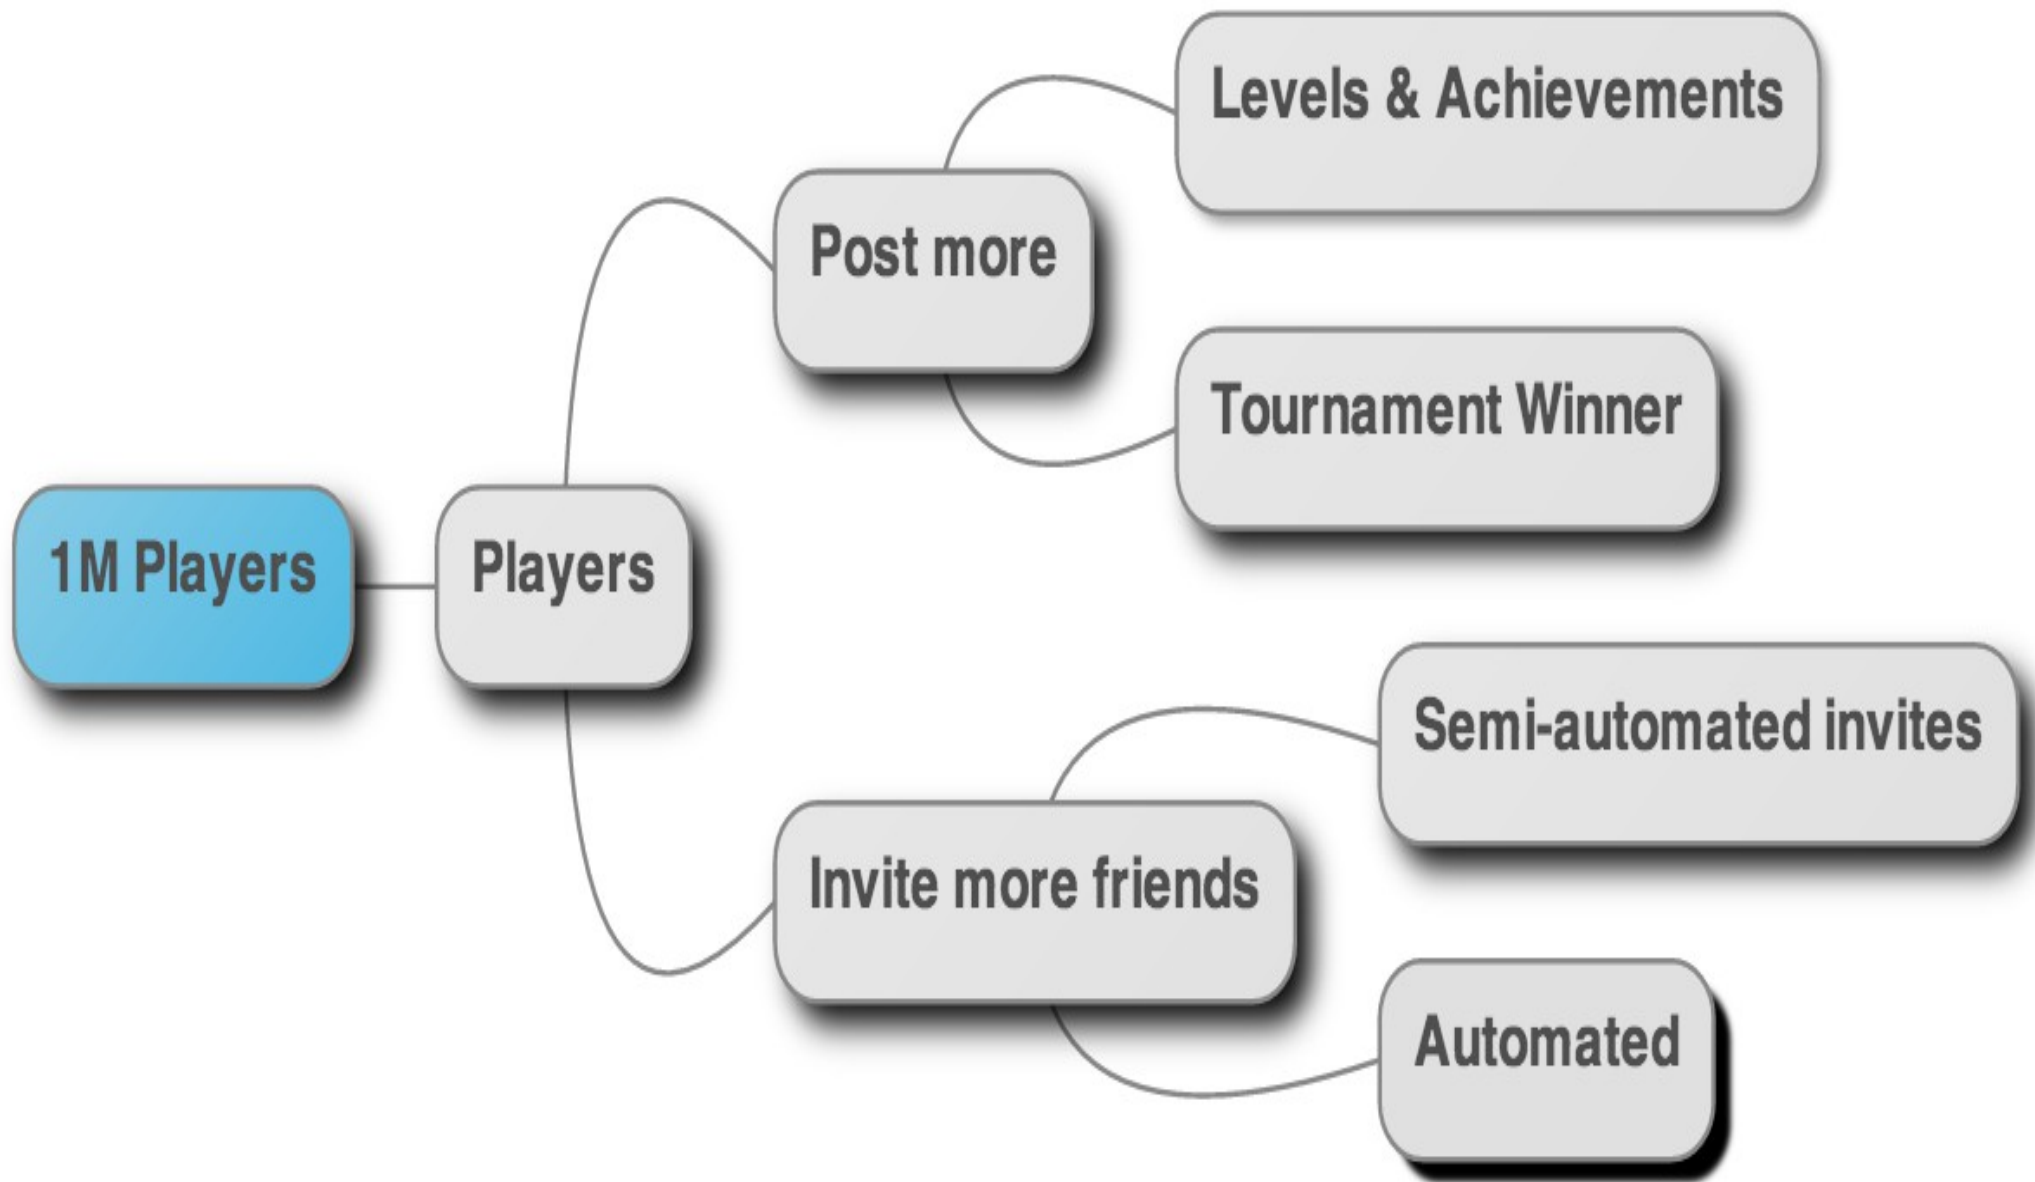 Levels & Achievements
Post more
Tournament Winner
1M Players
Players
Semi-automated invites
Invite more friends
Automated